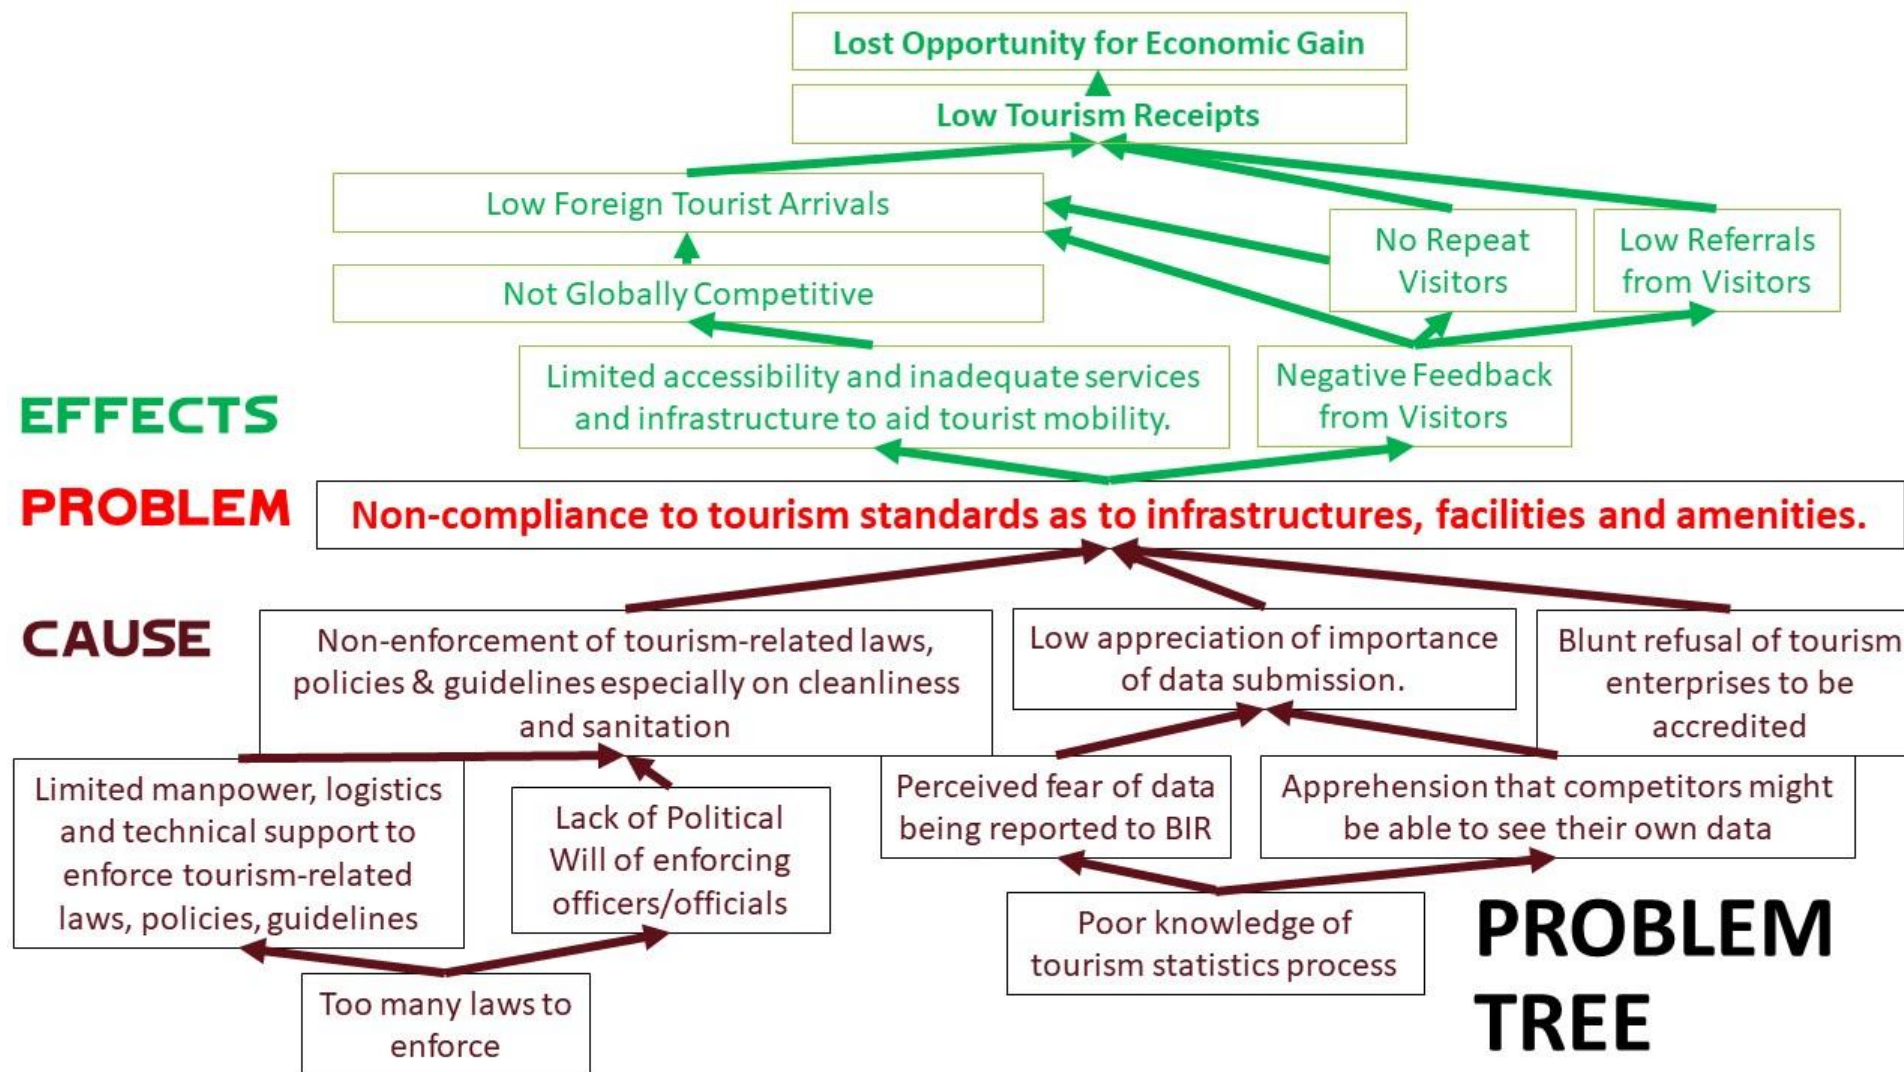 Lost Opportunity for Economic Gain
Low Tourism Receipts
Low Foreign Tourist Arrivals
No Repeat
Visitors
Low Referrals
from Visitors
Not Globally Competitive
Limited accessibility and inadequate services
and infrastructure to aid tourist mobility.
Negative Feedback
from Visitors
EFFECTS
PROBLEM
Non-compliance to tourism standards as to infrastructures, facilities and amenities.
CAUSE
Non-enforcement of tourism-related laws,
policies & guidelines especially on cleanliness
and sanitation
Low appreciation of importance
of data submission.
Blunt refusal of tourism
enterprises to be
accredited
Limited manpower, logistics
and technical support to
enforce tourism-related
laws, policies, guidelines
Lack of Political
Will of enforcing
officers/officials
Perceived fear of data
being reported to BIR
Apprehension that competitors might
be able to see their own data
Too many laws to
enforce
Poor knowledge of
tourism statistics process
PROBLEM
TREE